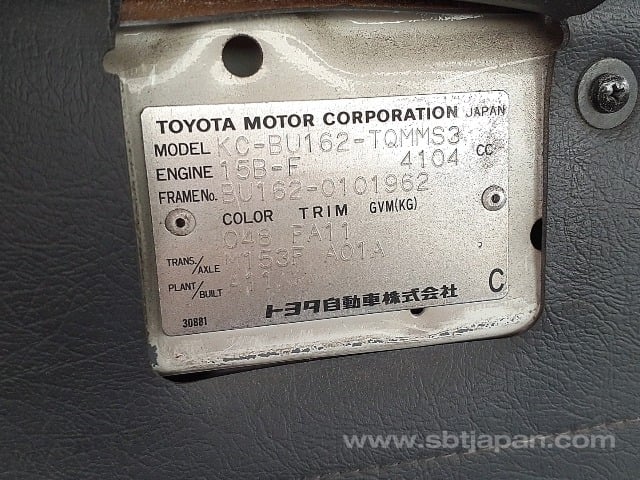 TOYOTA MOTOR CORPORATION JAPAN
MODEL KC-BU162-TQMMS3
ENGINE 15B-F 4104 CC
FRAME No. BU162-0101962
COLOR TRIM GVM(KG)
C48 FA11
TRANS./AXLE M153F A01A
PLANT/BUILT
トヨタ自動車株式会社 C
30881
www.sbtjapan.com